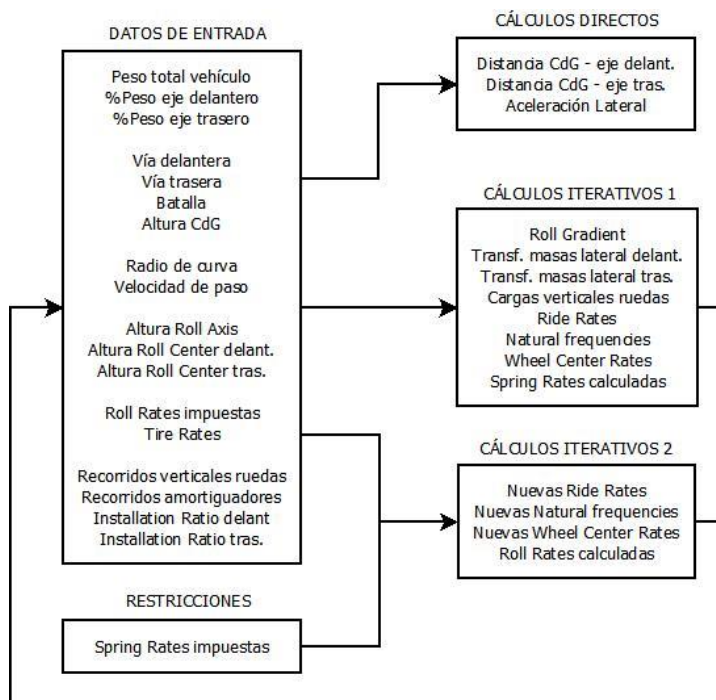 DATOS DE ENTRADA
Peso total vehículo
%Peso eje delantero
%Peso eje trasero
Vía delantera
Vía trasera
Batalla
Altura CdG
Radio de curva
Velocidad de paso
Altura Roll Axis
Altura Roll Center delant.
Altura Roll Center tras.
Roll Rates impuestas
Tire Rates
Recorridos verticales ruedas
Recorridos amortiguadores
Installation Ratio delant
Installation Ratio tras.
RESTRICCIONES
Spring Rates impuestas
CÁLCULOS DIRECTOS
Distancia CdG - eje delant.
Distancia CdG - eje tras.
Aceleración Lateral
CÁLCULOS ITERATIVOS 1
Roll Gradient
Transf. masas lateral delant.
Transf. masas lateral tras.
Cargas verticales ruedas
Ride Rates
Natural frequencies
Wheel Center Rates
Spring Rates calculadas
CÁLCULOS ITERATIVOS 2
Nuevas Ride Rates
Nuevas Natural frequencies
Nuevas Wheel Center Rates
Roll Rates calculadas